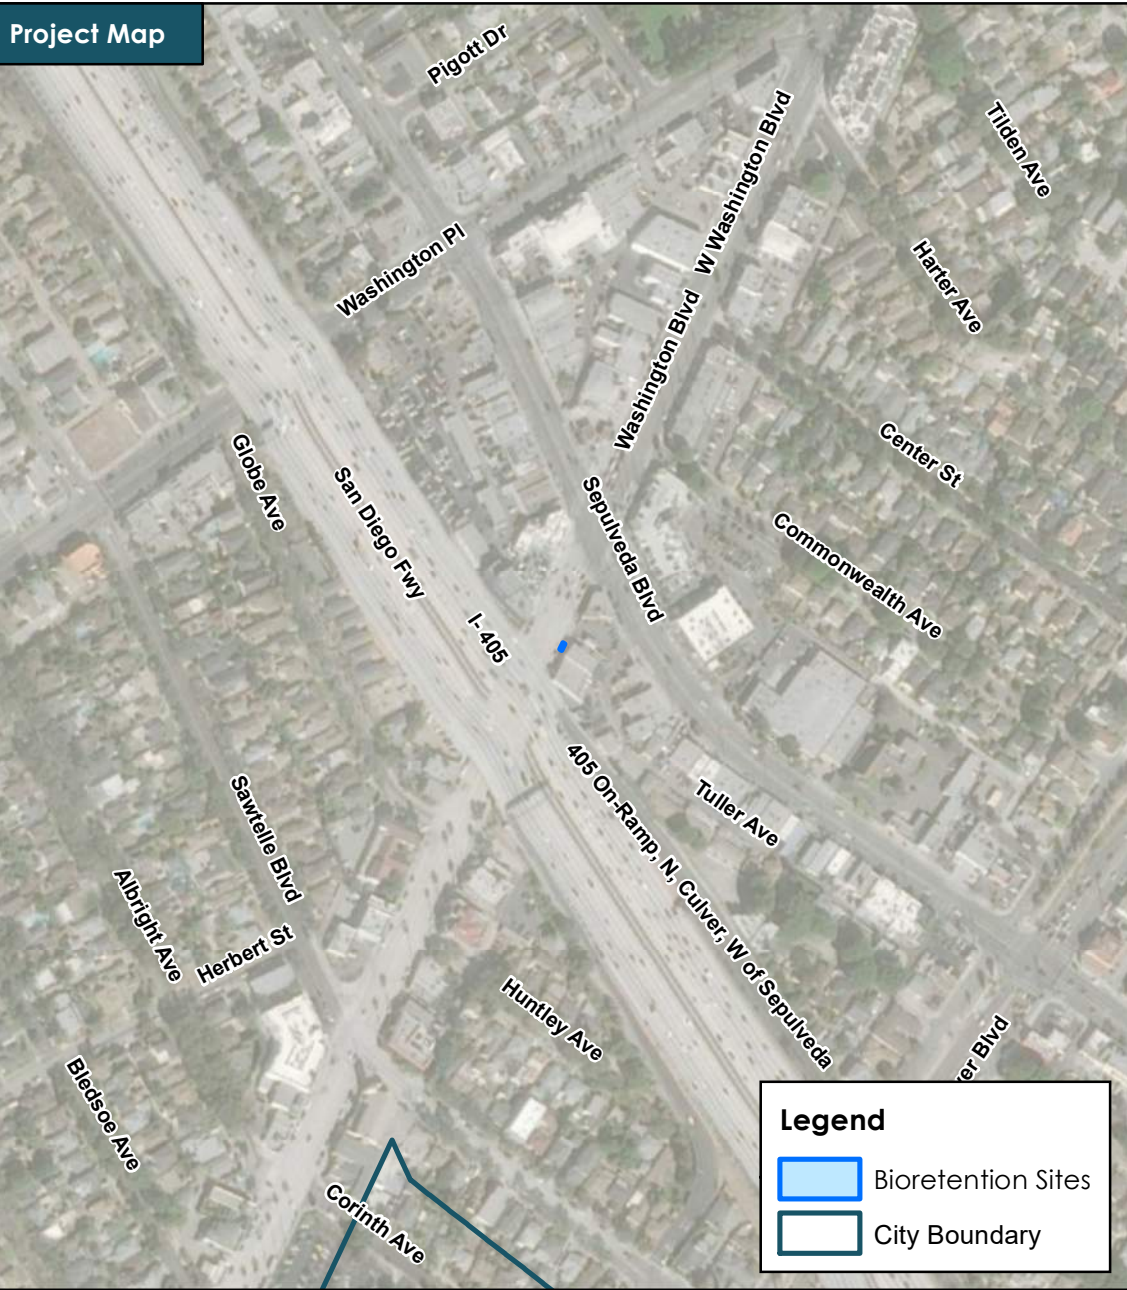 Project Map
Pigott Dr
W Washington Blvd
Tilden Ave
Washington Pl
Harter Ave
Washington Blvd
Globe Ave
San Diego Fwy
Sepulveda Blvd
Center St
Commonwealth Ave
I- 405
405 On-Ramp, N, Culver, W of Sepulveda
Tuller Ave
Sawtelle Blvd
Albright Ave
Herbert St
Huntley Ave
Bledsoe Ave
Corinth Ave
er Blvd
Legend
Bioretention Sites
City Boundary